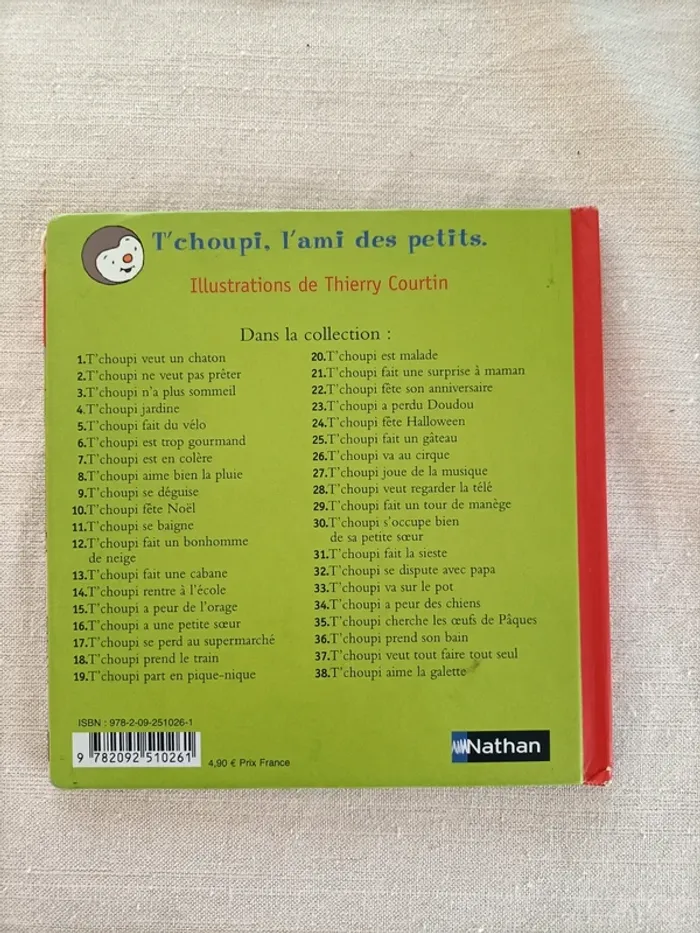 T'choupi, l'ami des petits.
Illustrations de Thierry Courtin
Dans la collection :
1.T'choupi veut un chaton
2.T'choupi ne veut pas prêter
3.T'choupi n'a plus sommeil
4.T'choupi jardine
5.T'choupi fait du vélo
6.T'choupi est trop gourmand
7.T'choupi est en colère
8.T'choupi aime bien la pluie
9.T'choupi se déguise
10.T'choupi fête Noël
11.T'choupi se baigne
12.T'choupi fait un bonhomme
de neige
13.T'choupi fait une cabane
14.T'choupi rentre à l'école
15.T'choupi a peur de l'orage
16.T'choupi a une petite sœur
17.T'choupi se perd au supermarché
18.T'choupi prend le train
19.T'choupi part en pique-nique
20.T'choupi est malade
21.T'choupi fait une surprise à maman
22.T'choupi fête son anniversaire
23.T'choupi a perdu Doudou
24.T'choupi fête Halloween
25.T'choupi fait un gâteau
26.T'choupi va au cirque
27.T'choupi joue de la musique
28.T'choupi veut regarder la télé
29.T'choupi fait un tour de manège
30.T'choupi s'occupe bien
de sa petite sœur
31.T'choupi fait la sieste
32.T'choupi se dispute avec papa
33.T'choupi va sur le pot
34.T'choupi a peur des chiens
35.T'choupi cherche les œufs de Pâques
36.T'choupi prend son bain
37.T'choupi veut tout faire tout seul
38.T'choupi aime la galette
ISBN : 978-2-09-251026-1
9 782092 510261
4,90 € Prix France
Nathan